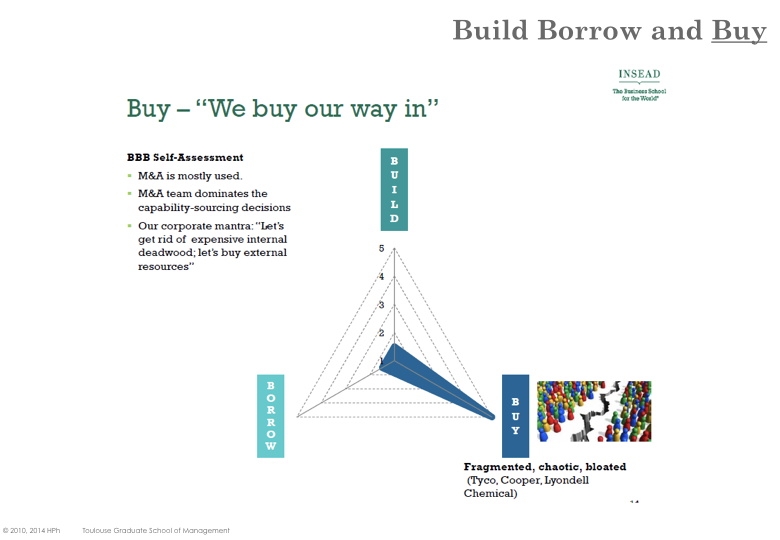 Build Borrow and Buy
INSEAD
The Business School
for the World®
Buy – “We buy our way in”
BBB Self-Assessment
▪ M&A is mostly used.
▪ M&A team dominates the
capability-sourcing decisions
▪ Our corporate mantra: “Let’s
get rid of expensive internal
deadwood; let’s buy external
resources”
BUILD
5
4
3
2
1
BORROW
BUY
Fragmented, chaotic, bloated
(Tyco, Cooper, Lyondell
Chemical)
© 2010, 2014 HPh Toulouse Graduate School of Management